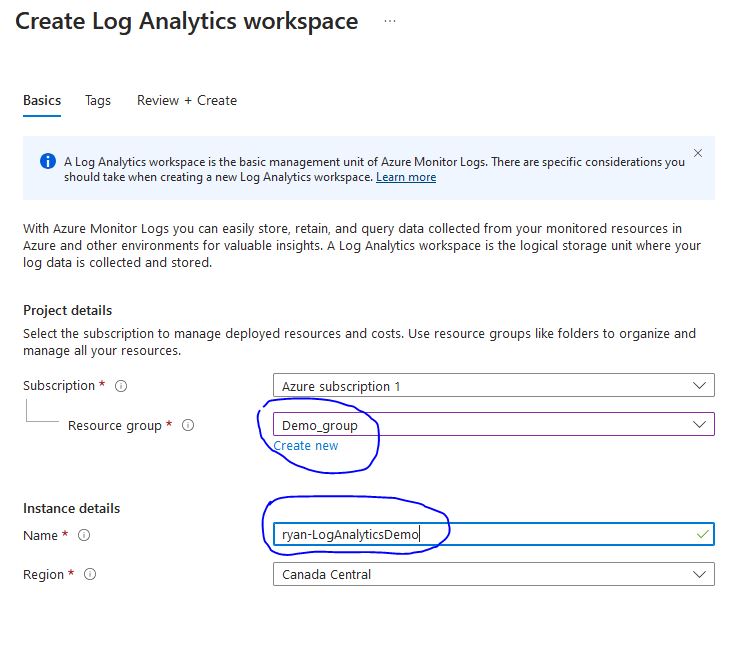 Create Log Analytics workspace ...
Basics Tags Review + Create
A Log Analytics workspace is the basic management unit of Azure Monitor Logs. There are specific considerations you
should take when creating a new Log Analytics workspace. Learn more
With Azure Monitor Logs you can easily store, retain, and query data collected from your monitored resources in
Azure and other environments for valuable insights. A Log Analytics workspace is the logical storage unit where your
log data is collected and stored.
Project details
Select the subscription to manage deployed resources and costs. Use resource groups like folders to organize and
manage all your resources.
Subscription * Azure subscription 1
Resource group * Demo_group
Create new
Instance details
Name * ryan-LogAnalyticsDemo
Region * Canada Central